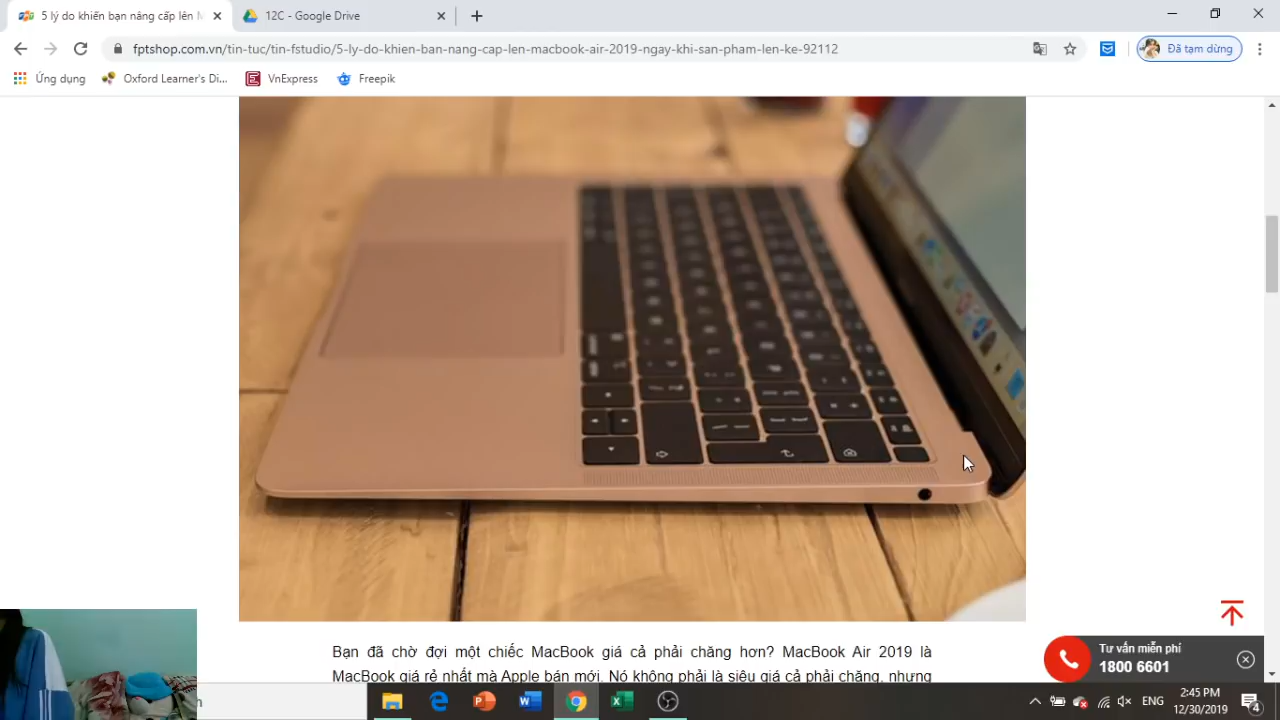 5 lý do khiến bạn nâng cấp lên M
12C - Google Drive
fptshop.com.vn/tin-tuc/tin-fstudio/5-ly-do-khien-ban-nang-cap-len-macbook-air-2019-ngay-khi-san-pham-len-ke-92112
Đã tạm dừng
Ứng dụng
Oxford Learner's Di...
VnExpress
Freepik
Bạn đã chờ đợi một chiếc MacBook giá cả phải chăng hơn? MacBook Air 2019 là
MacBook giá rẻ nhất mà Apple bán mới. Nó không phải là siêu giá cả phải chăng, nhưng
Tư vấn miễn phí
1800 6601
ENG
2:45 PM
12/30/2019
4